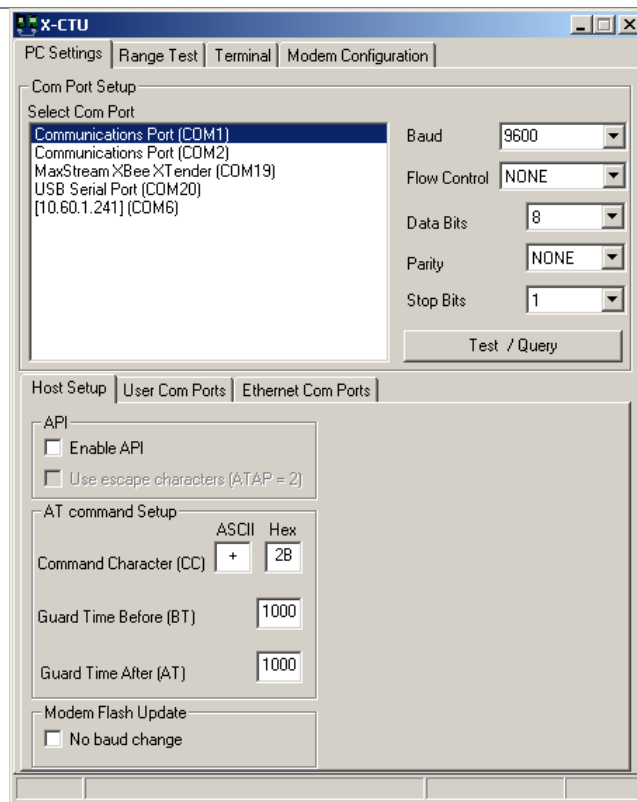 X-CTU
PC Settings Range Test Terminal Modem Configuration
Com Port Setup
Select Com Port
Communications Port (COM1)
Communications Port (COM2)
MaxStream XBee XTender (COM19)
USB Serial Port (COM20)
[10.60.1.241] (COM6)
Baud 9600
Flow Control NONE
Data Bits 8
Parity NONE
Stop Bits 1
Test / Query
Host Setup User Com Ports Ethernet Com Ports
API
Enable API
Use escape characters (ATAP = 2)
AT command Setup
ASCII Hex
Command Character (CC) + 2B
Guard Time Before (BT) 1000
Guard Time After (AT) 1000
Modem Flash Update
No baud change